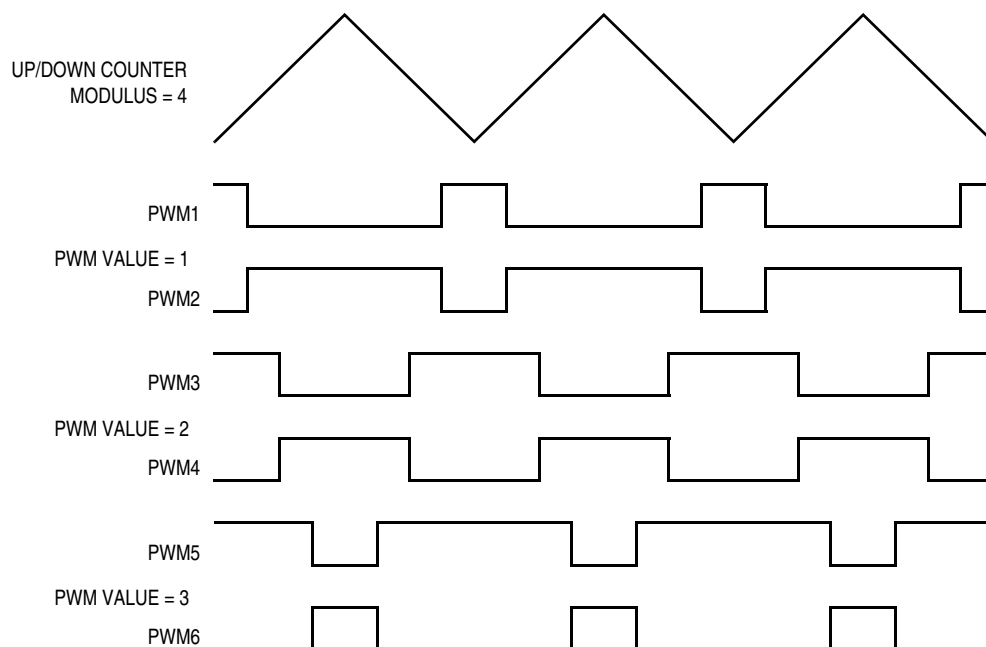 UP/DOWN COUNTER
MODULUS = 4
PWM1
PWM VALUE = 1
PWM2
PWM3
PWM VALUE = 2
PWM4
PWM5
PWM VALUE = 3
PWM6